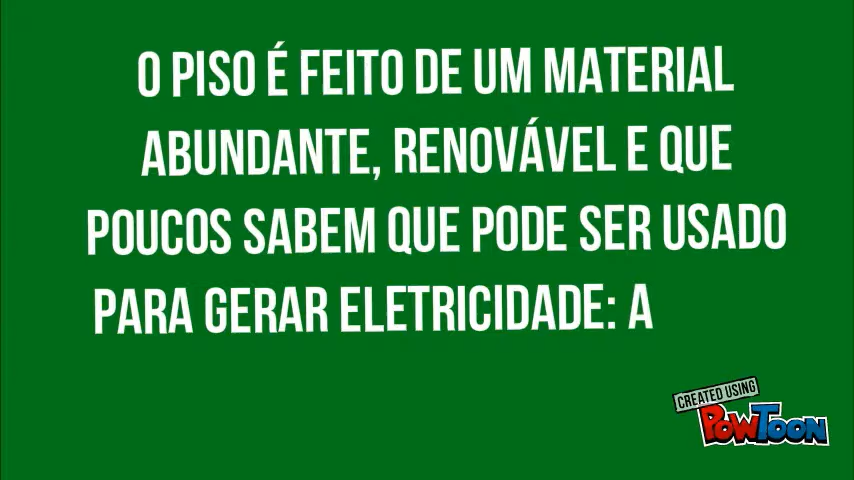 O PISO É FEITO DE UM MATERIAL
ABUNDANTE, RENOVÁVEL E QUE
POUCOS SABEM QUE PODE SER USADO
PARA GERAR ELETRICIDADE: A
CREATED USING
POWTOON